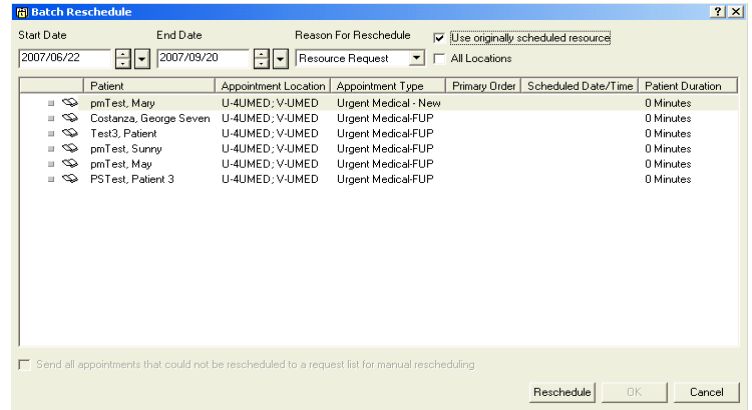 Batch Reschedule
Start Date End Date Reason For Reschedule Use originally scheduled resource
2007/06/22 2007/09/20 Resource Request All Locations
Patient Appointment Location Appointment Type Primary Order Scheduled Date/Time Patient Duration
pmTest, Mary U-4UMED; V-UMED Urgent Medical - New 0 Minutes
Costanza, George Seven U-4UMED; V-UMED Urgent Medical-FUP 0 Minutes
Test3, Patient U-4UMED; V-UMED Urgent Medical-FUP 0 Minutes
pmTest, Sunny U-4UMED; V-UMED Urgent Medical-FUP 0 Minutes
pmTest, May U-4UMED; V-UMED Urgent Medical-FUP 0 Minutes
PSTest, Patient 3 U-4UMED; V-UMED Urgent Medical-FUP 0 Minutes
Send all appointments that could not be rescheduled to a request list for manual rescheduling
Reschedule OK Cancel